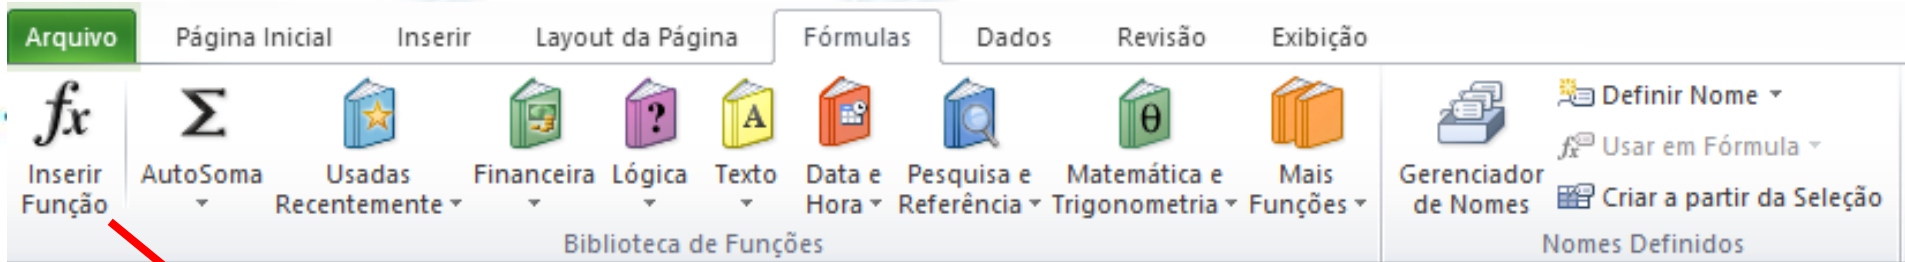 Arquivo Página Inicial Inserir Layout da Página Fórmulas Dados Revisão Exibição
fx Σ ? A θ
Inserir Função
AutoSoma
Usadas Recentemente
Financeira
Lógica
Texto
Data e Hora
Pesquisa e Referência
Matemática e Trigonometria
Mais Funções
Biblioteca de Funções
Gerenciador de Nomes
Definir Nome
fx Usar em Fórmula
Criar a partir da Seleção
Nomes Definidos